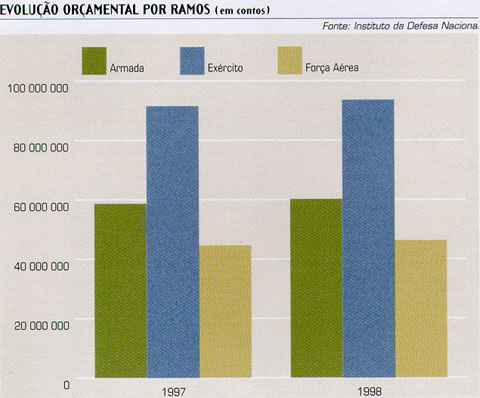 EVOLUÇÃO ORÇAMENTAL POR RAMOS (em contos)
Fonte: Instituto da Defesa Naciona
Armada
Exército
Força Aérea
100 000 000
80 000 000
60 000 000
40 000 000
20 000 000
0
1997
1998